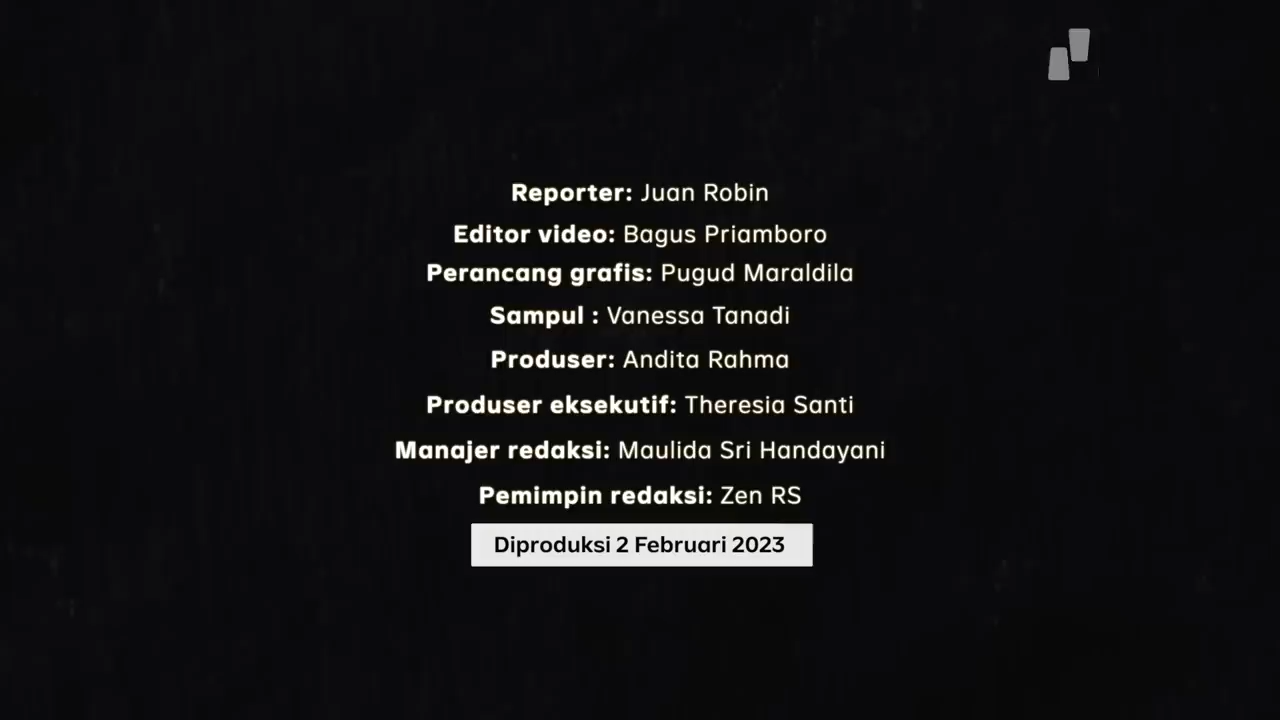 Reporter: Juan Robin
Editor video: Bagus Priamboro
Perancang grafis: Pugud Maraldila
Sampul : Vanessa Tanadi
Produser: Andita Rahma
Produser eksekutif: Theresia Santi
Manajer redaksi: Maulida Sri Handayani
Pemimpin redaksi: Zen RS
Diproduksi 2 Februari 2023